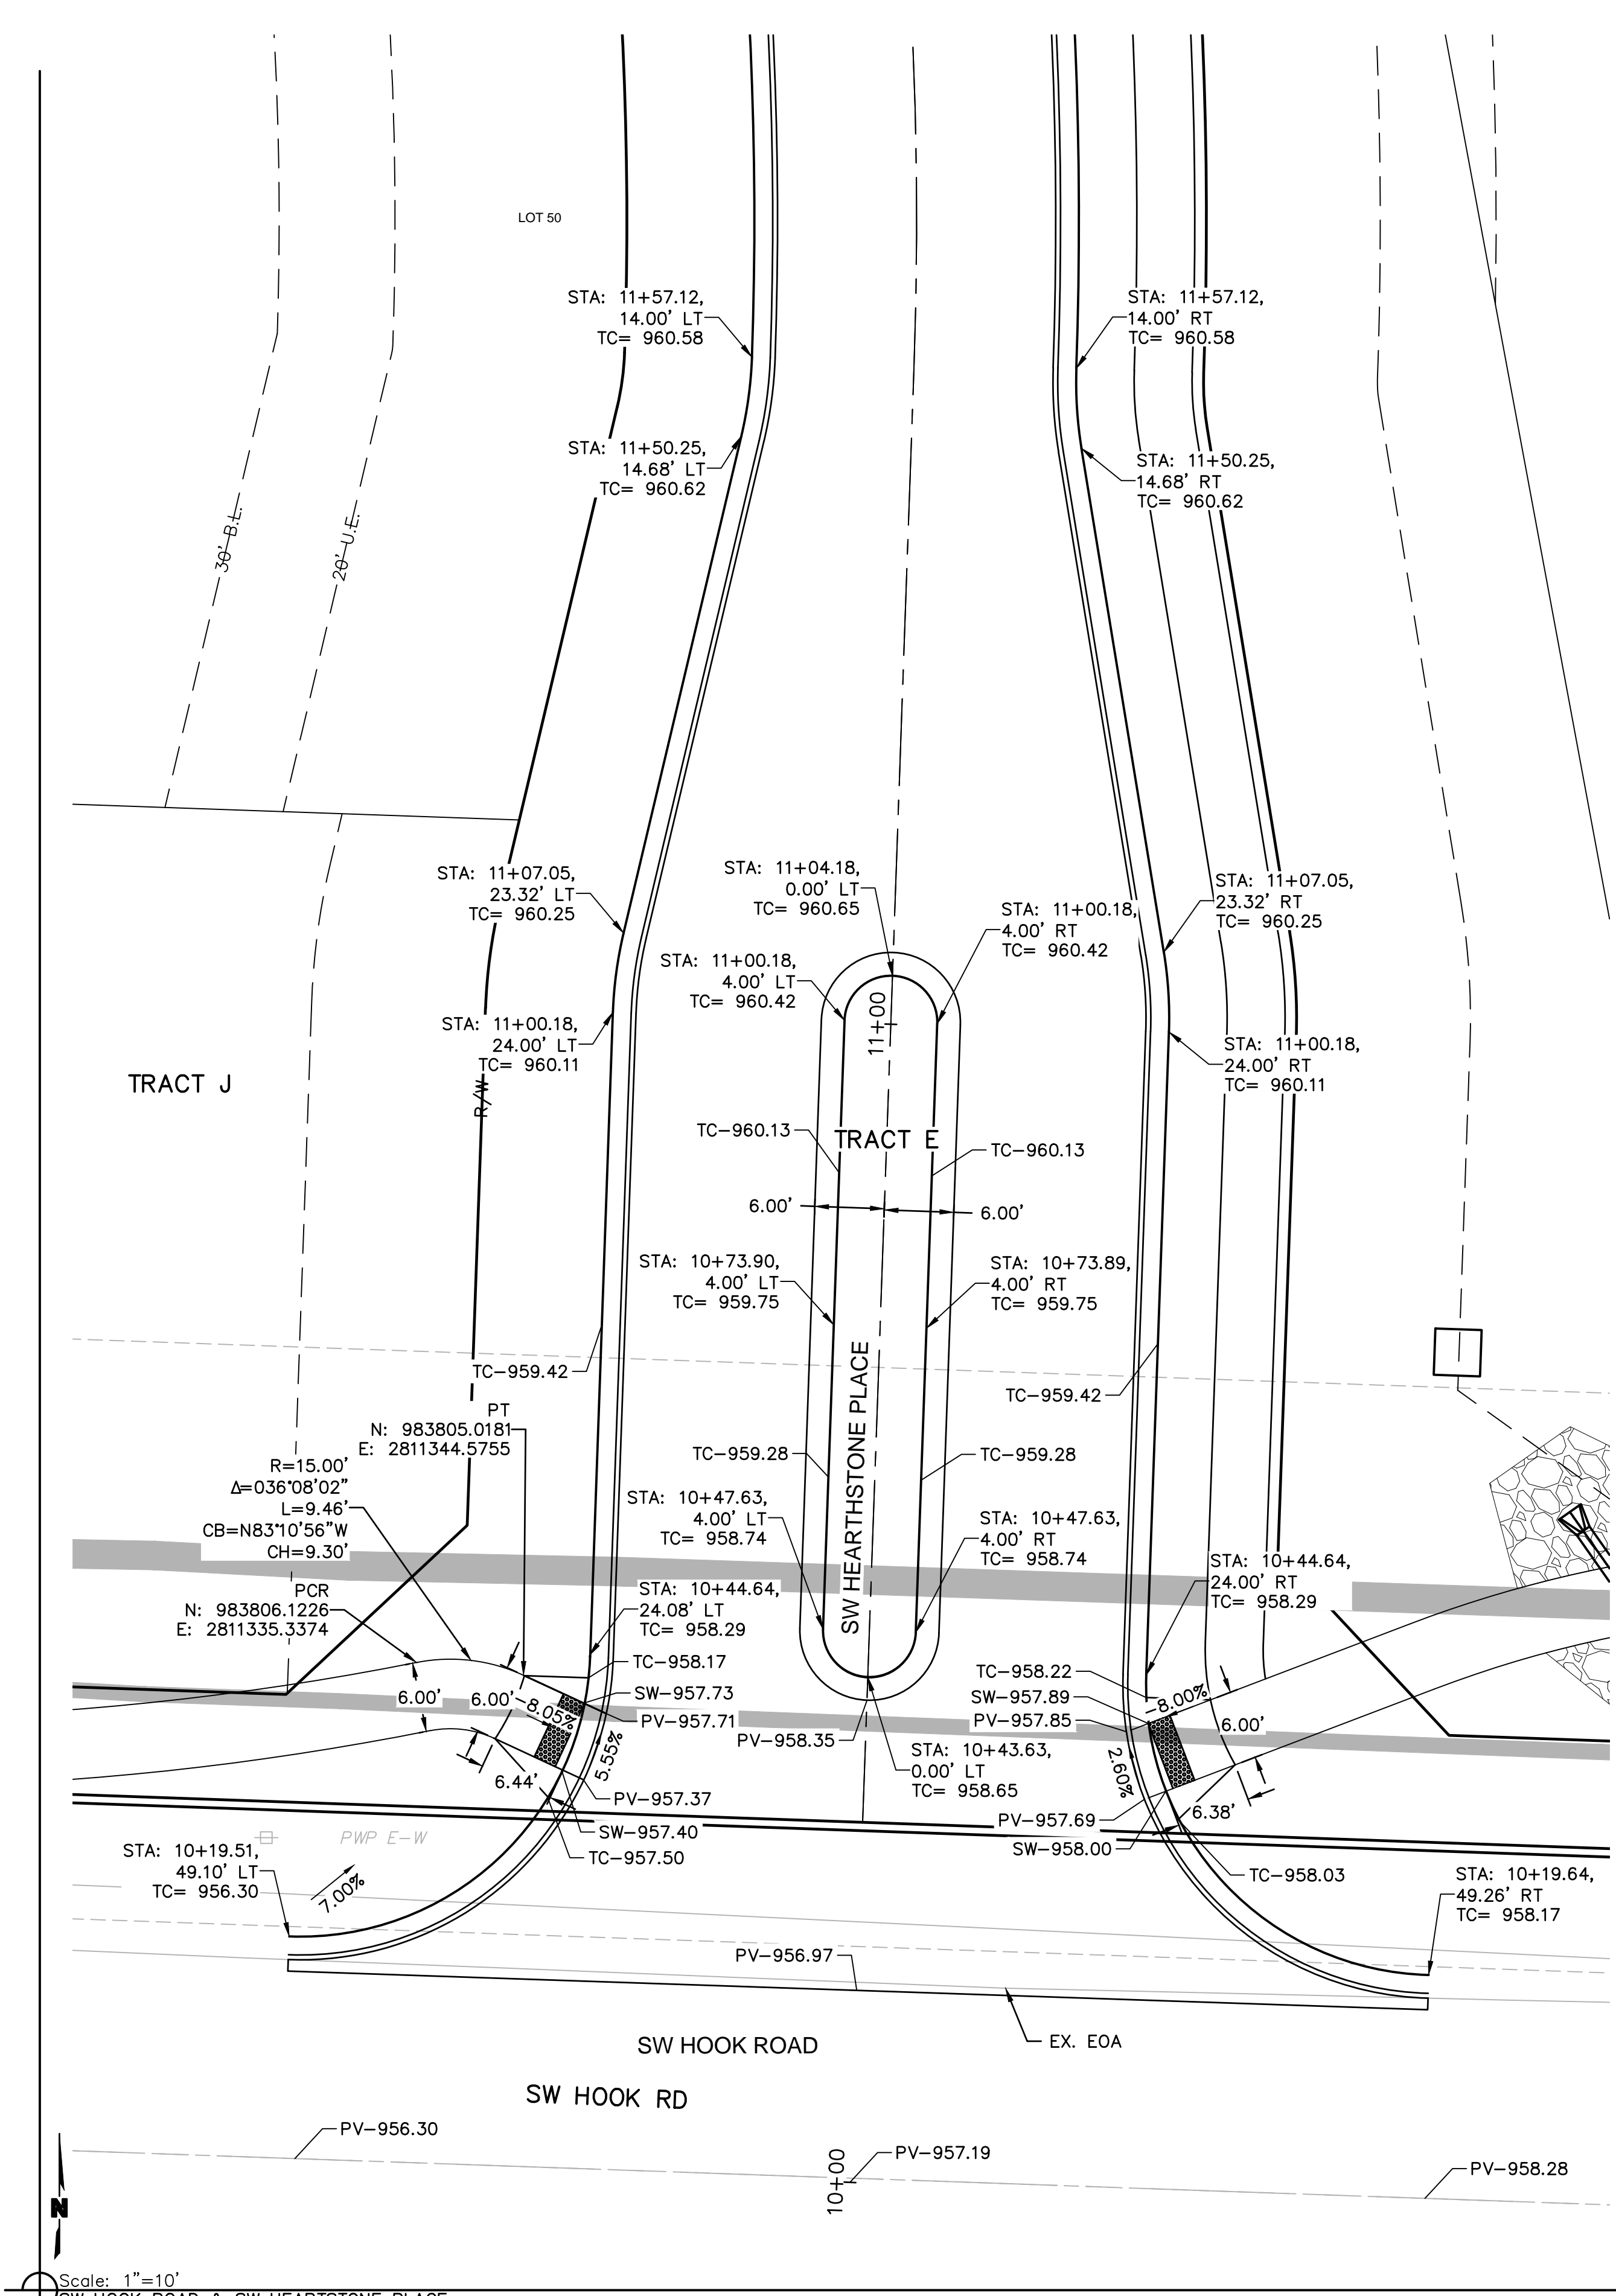 LOT 50
STA: 11+57.12,
14.00' LT
TC= 960.58
STA: 11+57.12,
14.00' RT
TC= 960.58
STA: 11+50.25,
14.68' LT
TC= 960.62
STA: 11+50.25,
14.68' RT
TC= 960.62
30' B.L.
20' U.E.
STA: 11+07.05,
23.32' LT
TC= 960.25
STA: 11+04.18,
0.00' LT
TC= 960.65
STA: 11+07.05,
23.32' RT
TC= 960.25
STA: 11+00.18,
4.00' RT
TC= 960.42
STA: 11+00.18,
4.00' LT
TC= 960.42
11+00
STA: 11+00.18,
24.00' LT
TC= 960.11
STA: 11+00.18,
24.00' RT
TC= 960.11
TRACT J
R/W
TC-960.13
TRACT E
TC-960.13
6.00'
6.00'
STA: 10+73.90,
4.00' LT
TC= 959.75
STA: 10+73.89,
4.00' RT
TC= 959.75
SW HEARTHSTONE PLACE
TC-959.42
TC-959.42
PT
N: 983805.0181
E: 2811344.5755
TC-959.28
TC-959.28
R=15.00'
Δ=036°08'02"
L=9.46'
CB=N83°10'56"W
CH=9.30'
STA: 10+47.63,
4.00' LT
TC= 958.74
STA: 10+47.63,
4.00' RT
TC= 958.74
STA: 10+44.64,
24.00' RT
TC= 958.29
PCR
N: 983806.1226
E: 2811335.3374
STA: 10+44.64,
24.08' LT
TC= 958.29
TC-958.17
SW-957.73
PV-957.71
TC-958.22
SW-957.89
PV-957.85
PV-958.35
6.00'
6.00'
-8.05%
5.55%
-8.00%
6.00'
2.60%
STA: 10+43.63,
0.00' LT
TC= 958.65
6.44'
PV-957.37
SW-957.40
TC-957.50
PV-957.69
SW-958.00
6.38'
TC-958.03
PWP E-W
STA: 10+19.51,
49.10' LT
TC= 956.30
7.00%
STA: 10+19.64,
49.26' RT
TC= 958.17
PV-956.97
EX. EOA
SW HOOK ROAD
SW HOOK RD
PV-956.30
10+00
PV-957.19
PV-958.28
N
Scale: 1"=10'
SW HOOK ROAD & SW HEARTSTONE PLACE